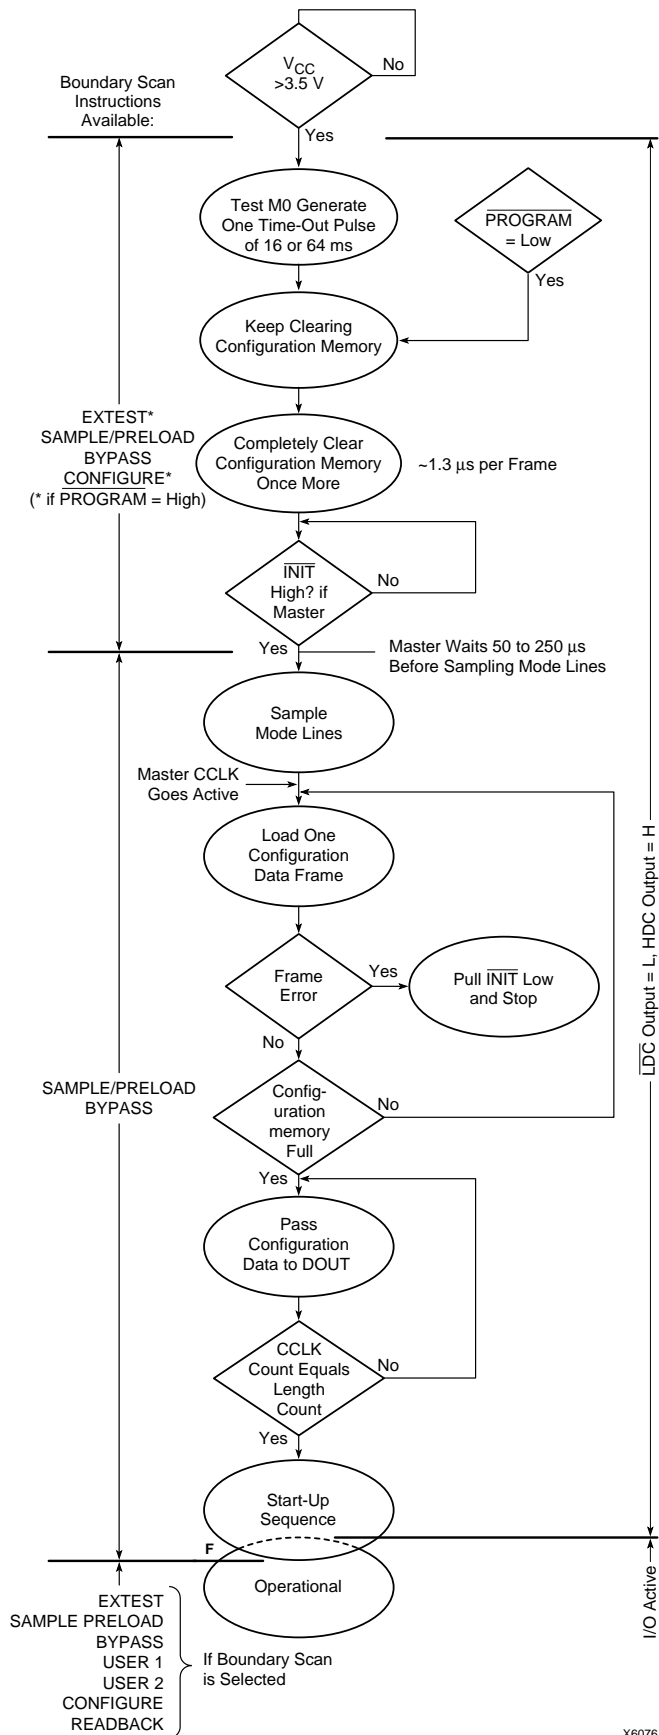 V_CC
>3.5 V
No
Yes
Boundary Scan
Instructions
Available:
Test M0 Generate
One Time-Out Pulse
of 16 or 64 ms
PROGRAM
= Low
Yes
Keep Clearing
Configuration Memory
EXTEST*
SAMPLE/PRELOAD
BYPASS
CONFIGURE*
(* if PROGRAM = High)
Completely Clear
Configuration Memory
Once More
~1.3 µs per Frame
INIT
High? if
Master
No
Yes
Master Waits 50 to 250 µs
Before Sampling Mode Lines
Sample
Mode Lines
Master CCLK
Goes Active
Load One
Configuration
Data Frame
LDC Output = L, HDC Output = H
Frame
Error
Yes
Pull INIT Low
and Stop
No
SAMPLE/PRELOAD
BYPASS
Config-
uration
memory
Full
No
Yes
Pass
Configuration
Data to DOUT
CCLK
Count Equals
Length
Count
No
Yes
Start-Up
Sequence
F
Operational
I/O Active
EXTEST
SAMPLE PRELOAD
BYPASS
USER 1
USER 2
CONFIGURE
READBACK
If Boundary Scan
is Selected
X6076